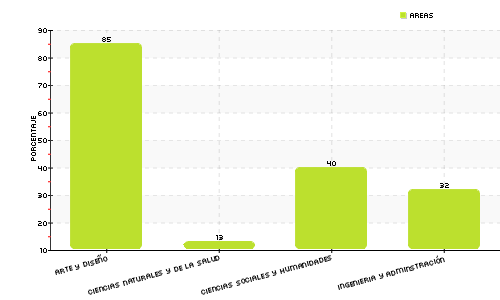 AREAS
90
80
70
60
50
40
30
20
10
PORCENTAJE
85
13
40
32
ARTE Y DISEÑO
CIENCIAS NATURALES Y DE LA SALUD
CIENCIAS SOCIALES Y HUMANIDADES
INGENIERIA Y ADMINSTRACIÓN